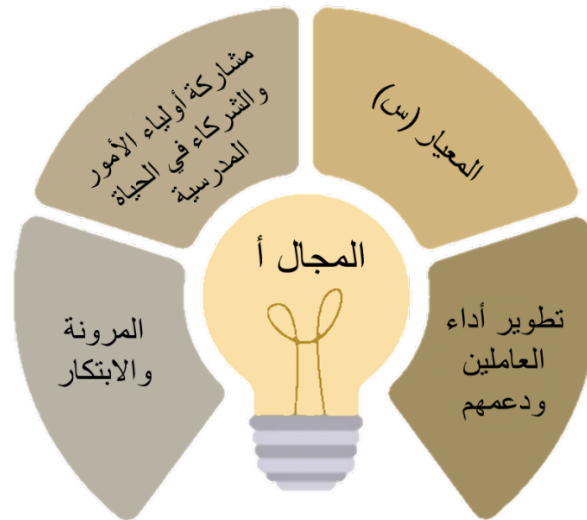 المعيار (س)
تطوير أداء
العاملين
ودعمهم
المجال أ
مشاركة أولياء الأمور
والشركاء في الحياة
المدرسية
المرونة
والابتكار